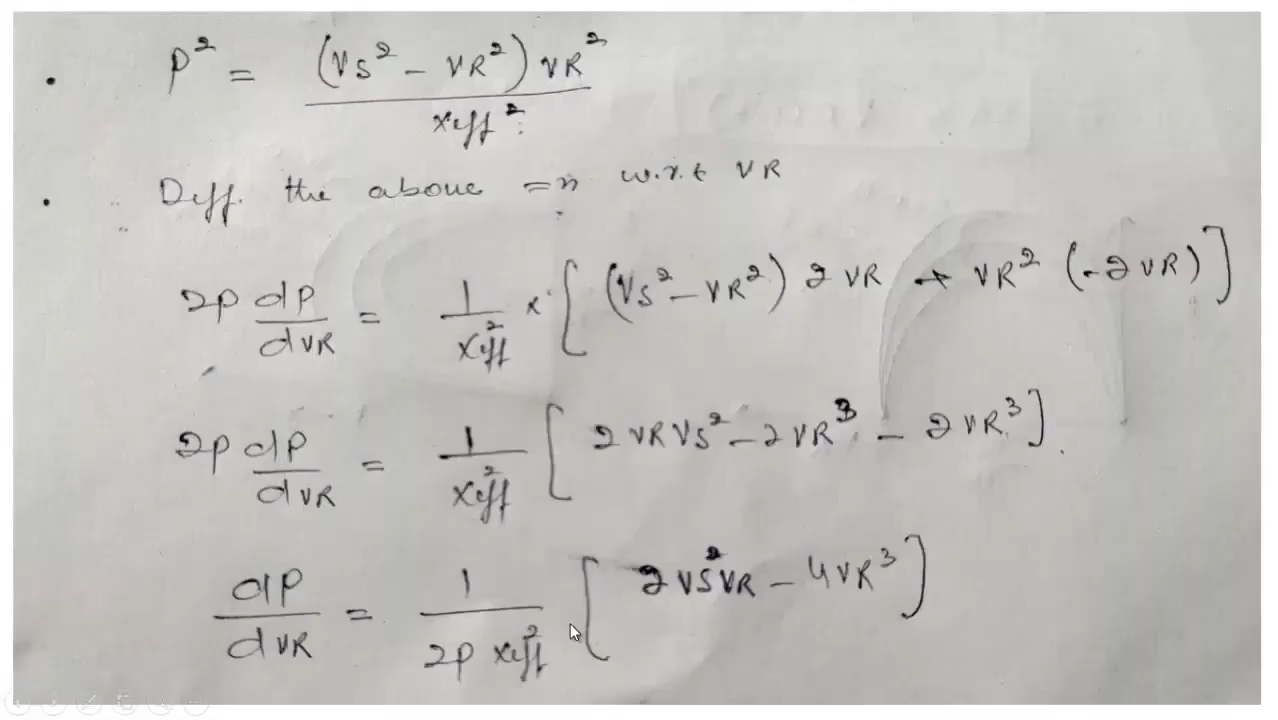 • P² = (VS² - VR²) VR² / Xeff²
• Diff. the above =n w.r.t VR
2P dP/dVR = 1/Xeff² × [(VS² - VR²) 2VR + VR² (-2VR)]
2P dP/dVR = 1/Xeff² [2VRVS² - 2VR³ - 2VR³]
dP/dVR = 1/2P Xeff² [2VS²VR - 4VR³]